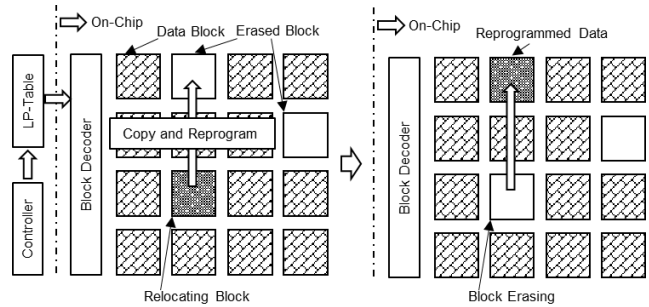 On-Chip
Data Block
Erased Block
LP-Table
Controller
Block Decoder
Copy and Reprogram
Relocating Block
On-Chip
Reprogrammed Data
Block Decoder
Block Erasing